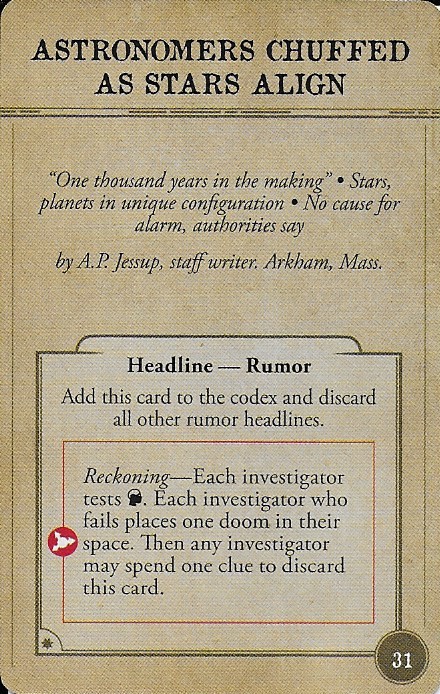 ASTRONOMERS CHUFFED
AS STARS ALIGN
“One thousand years in the making” • Stars,
planets in unique configuration • No cause for
alarm, authorities say
by A.P. Jessup, staff writer. Arkham, Mass.
Headline — Rumor
Add this card to the codex and discard
all other rumor headlines.
Reckoning—Each investigator
tests . Each investigator who
fails places one doom in their
space. Then any investigator
may spend one clue to discard
this card.
31